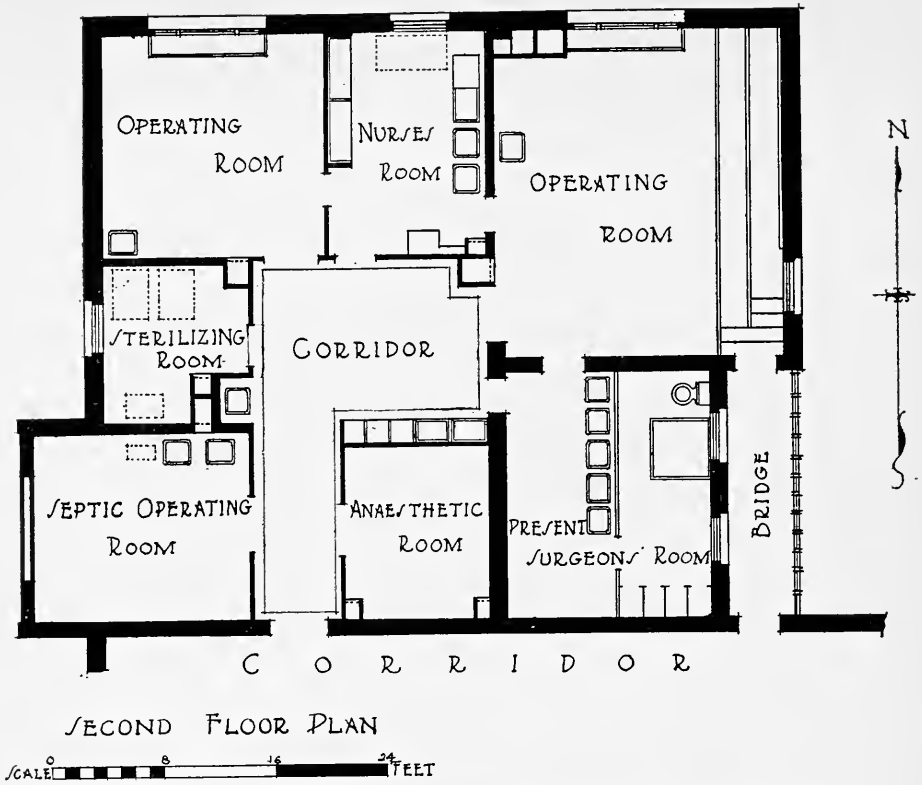 OPERATING
ROOM
NURSES
ROOM
OPERATING
ROOM
N
STERILIZING
ROOM
CORRIDOR
SEPTIC OPERATING
ROOM
ANAESTHETIC
ROOM
PRESENT
SURGEONS' ROOM
BRIDGE
CORRIDOR
SECOND FLOOR PLAN
SCALE 0 8 16 24 FEET